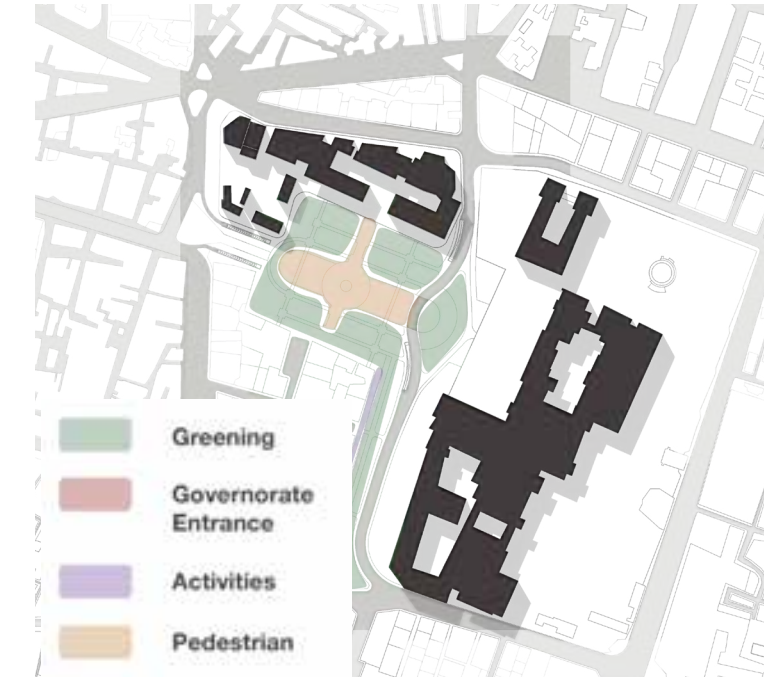 Greening
Governorate
Entrance
Activities
Pedestrian